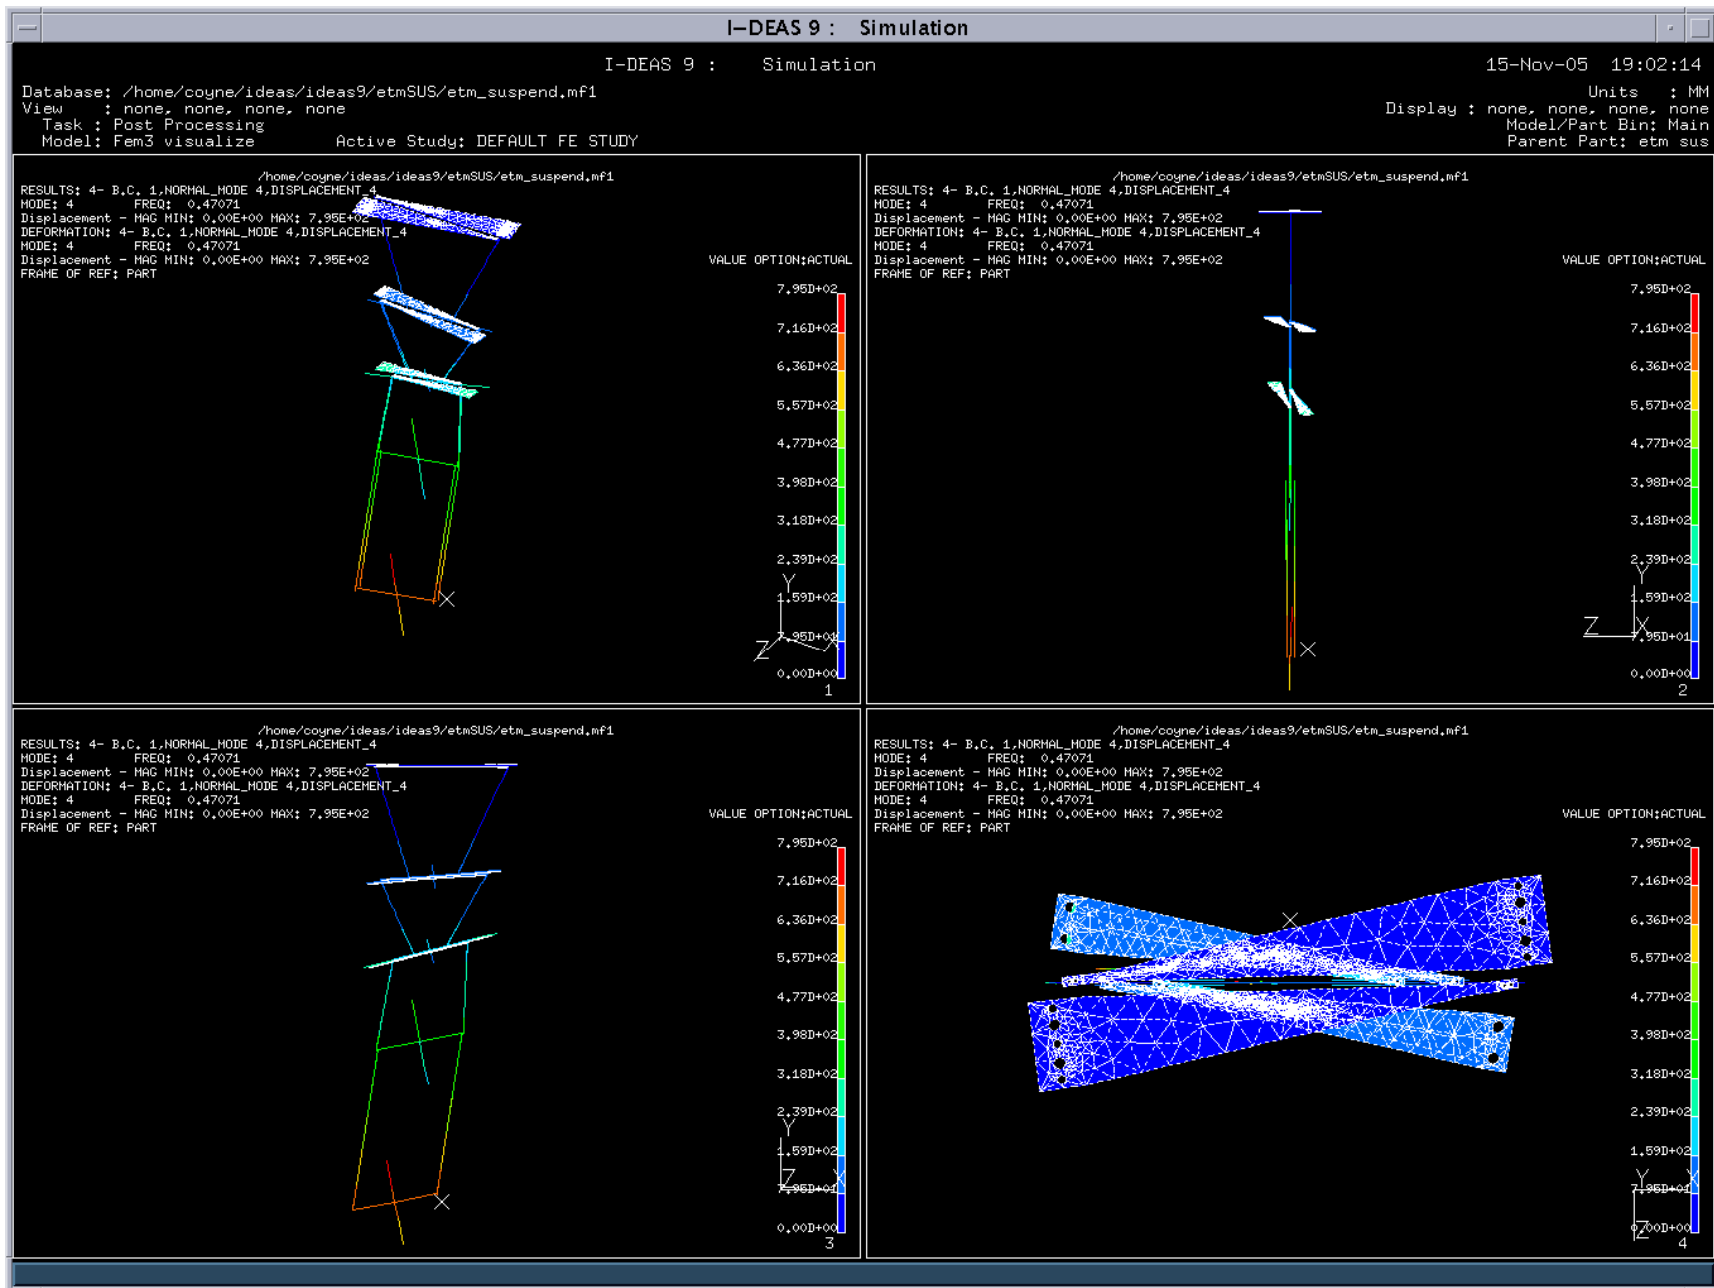 I-DEAS 9 :   Simulation
I-DEAS 9 :    Simulation
15-Nov-05  19:02:14
Database: /home/coyne/ideas/ideas9/etmSUS/etm_suspend.mf1
Units   : MM
View    : none, none, none, none
Display : none, none, none, none
Task : Post Processing
Model/Part Bin: Main
Model: Fem3 visualize       Active Study: DEFAULT FE STUDY
Parent Part: etm sus
/home/coyne/ideas/ideas9/etmSUS/etm_suspend.mf1
RESULTS: 4- B.C. 1,NORMAL_MODE 4,DISPLACEMENT_4
MODE: 4     FREQ:  0.47071
Displacement - MAG MIN: 0.00E+00 MAX: 7.95E+02
DEFORMATION: 4- B.C. 1,NORMAL_MODE 4,DISPLACEMENT_4
MODE: 4     FREQ:  0.47071
Displacement - MAG MIN: 0.00E+00 MAX: 7.95E+02
FRAME OF REF: PART
VALUE OPTION:ACTUAL
7.95D+02
7.16D+02
6.36D+02
5.57D+02
4.77D+02
3.98D+02
3.18D+02
2.39D+02
Y
1.59D+02
7.95D+01
Z
X
0.00D+00
1
/home/coyne/ideas/ideas9/etmSUS/etm_suspend.mf1
RESULTS: 4- B.C. 1,NORMAL_MODE 4,DISPLACEMENT_4
MODE: 4     FREQ:  0.47071
Displacement - MAG MIN: 0.00E+00 MAX: 7.95E+02
DEFORMATION: 4- B.C. 1,NORMAL_MODE 4,DISPLACEMENT_4
MODE: 4     FREQ:  0.47071
Displacement - MAG MIN: 0.00E+00 MAX: 7.95E+02
FRAME OF REF: PART
VALUE OPTION:ACTUAL
7.95D+02
7.16D+02
6.36D+02
5.57D+02
4.77D+02
3.98D+02
3.18D+02
2.39D+02
Y
1.59D+02
Z
X
7.95D+01
0.00D+00
2
/home/coyne/ideas/ideas9/etmSUS/etm_suspend.mf1
RESULTS: 4- B.C. 1,NORMAL_MODE 4,DISPLACEMENT_4
MODE: 4     FREQ:  0.47071
Displacement - MAG MIN: 0.00E+00 MAX: 7.95E+02
DEFORMATION: 4- B.C. 1,NORMAL_MODE 4,DISPLACEMENT_4
MODE: 4     FREQ:  0.47071
Displacement - MAG MIN: 0.00E+00 MAX: 7.95E+02
FRAME OF REF: PART
VALUE OPTION:ACTUAL
7.95D+02
7.16D+02
6.36D+02
5.57D+02
4.77D+02
3.98D+02
3.18D+02
2.39D+02
Y
1.59D+02
Z
X
7.95D+01
0.00D+00
3
/home/coyne/ideas/ideas9/etmSUS/etm_suspend.mf1
RESULTS: 4- B.C. 1,NORMAL_MODE 4,DISPLACEMENT_4
MODE: 4     FREQ:  0.47071
Displacement - MAG MIN: 0.00E+00 MAX: 7.95E+02
DEFORMATION: 4- B.C. 1,NORMAL_MODE 4,DISPLACEMENT_4
MODE: 4     FREQ:  0.47071
Displacement - MAG MIN: 0.00E+00 MAX: 7.95E+02
FRAME OF REF: PART
VALUE OPTION:ACTUAL
7.95D+02
7.16D+02
6.36D+02
5.57D+02
4.77D+02
3.98D+02
3.18D+02
2.39D+02
1.59D+02
Y
X
7.95D+01
Z
0.00D+00
4